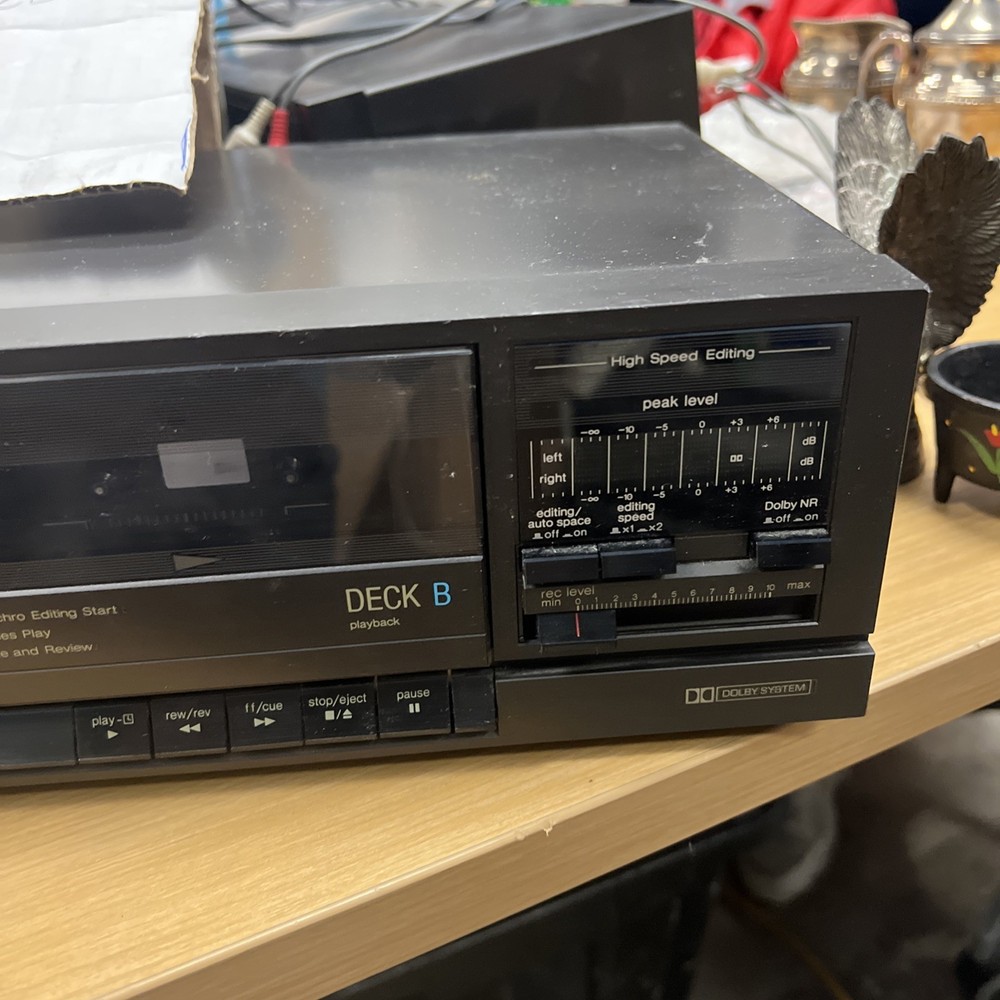 High Speed Editing
peak level
-∞ -10 -5 0 +3 +6
left dB
right dB
-∞ -10 -5 0 +3 +6
editing/
auto space
off on
editing
speed
x1 x2
Dolby NR
off on
rec level
min 0 1 2 3 4 5 6 7 8 9 10 max
DECK B
playback
chro Editing Start
es Play
e and Review
play-
rew/rev
ff/cue
stop/eject
pause
DOLBY SYSTEM